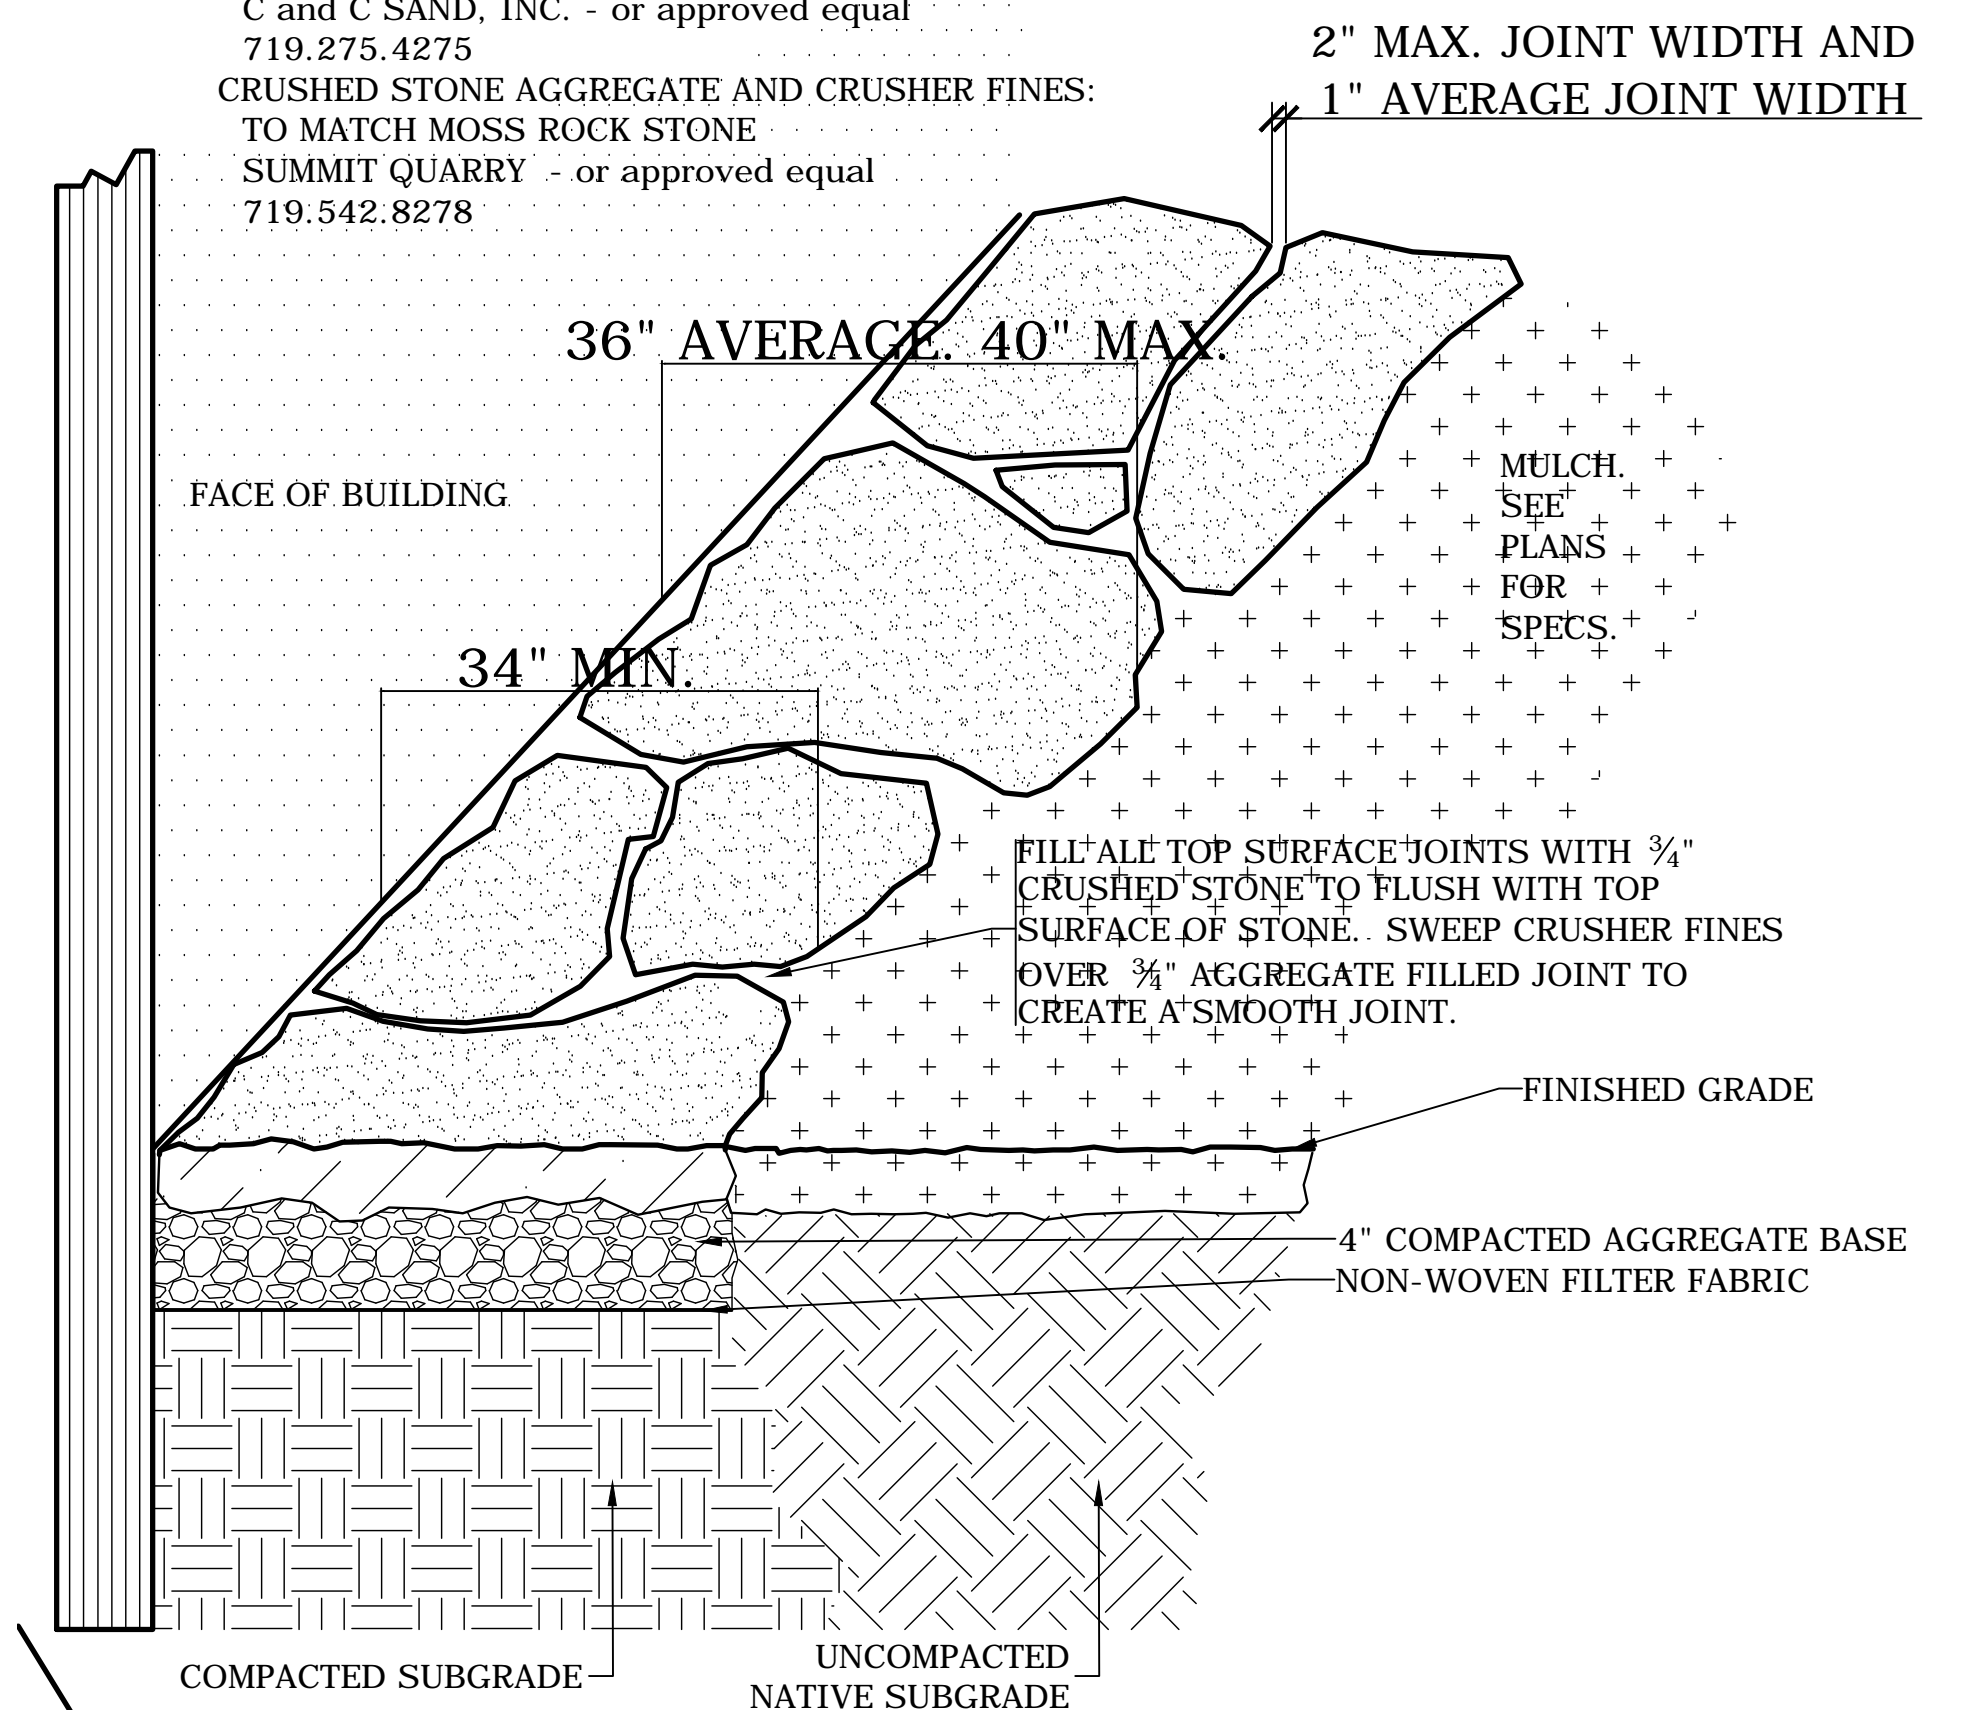 C and C SAND, INC. - or approved equal
719.275.4275
CRUSHED STONE AGGREGATE AND CRUSHER FINES:
TO MATCH MOSS ROCK STONE
SUMMIT QUARRY - or approved equal
719.542.8278
2" MAX. JOINT WIDTH AND
1" AVERAGE JOINT WIDTH
36" AVERAGE. 40" MAX.
FACE OF BUILDING
MULCH.
SEE
PLANS
FOR
SPECS.
34" MIN.
FILL ALL TOP SURFACE JOINTS WITH ¾"
CRUSHED STONE TO FLUSH WITH TOP
SURFACE OF STONE. SWEEP CRUSHER FINES
OVER ¾" AGGREGATE FILLED JOINT TO
CREATE A SMOOTH JOINT.
FINISHED GRADE
4" COMPACTED AGGREGATE BASE
NON-WOVEN FILTER FABRIC
COMPACTED SUBGRADE
UNCOMPACTED
NATIVE SUBGRADE